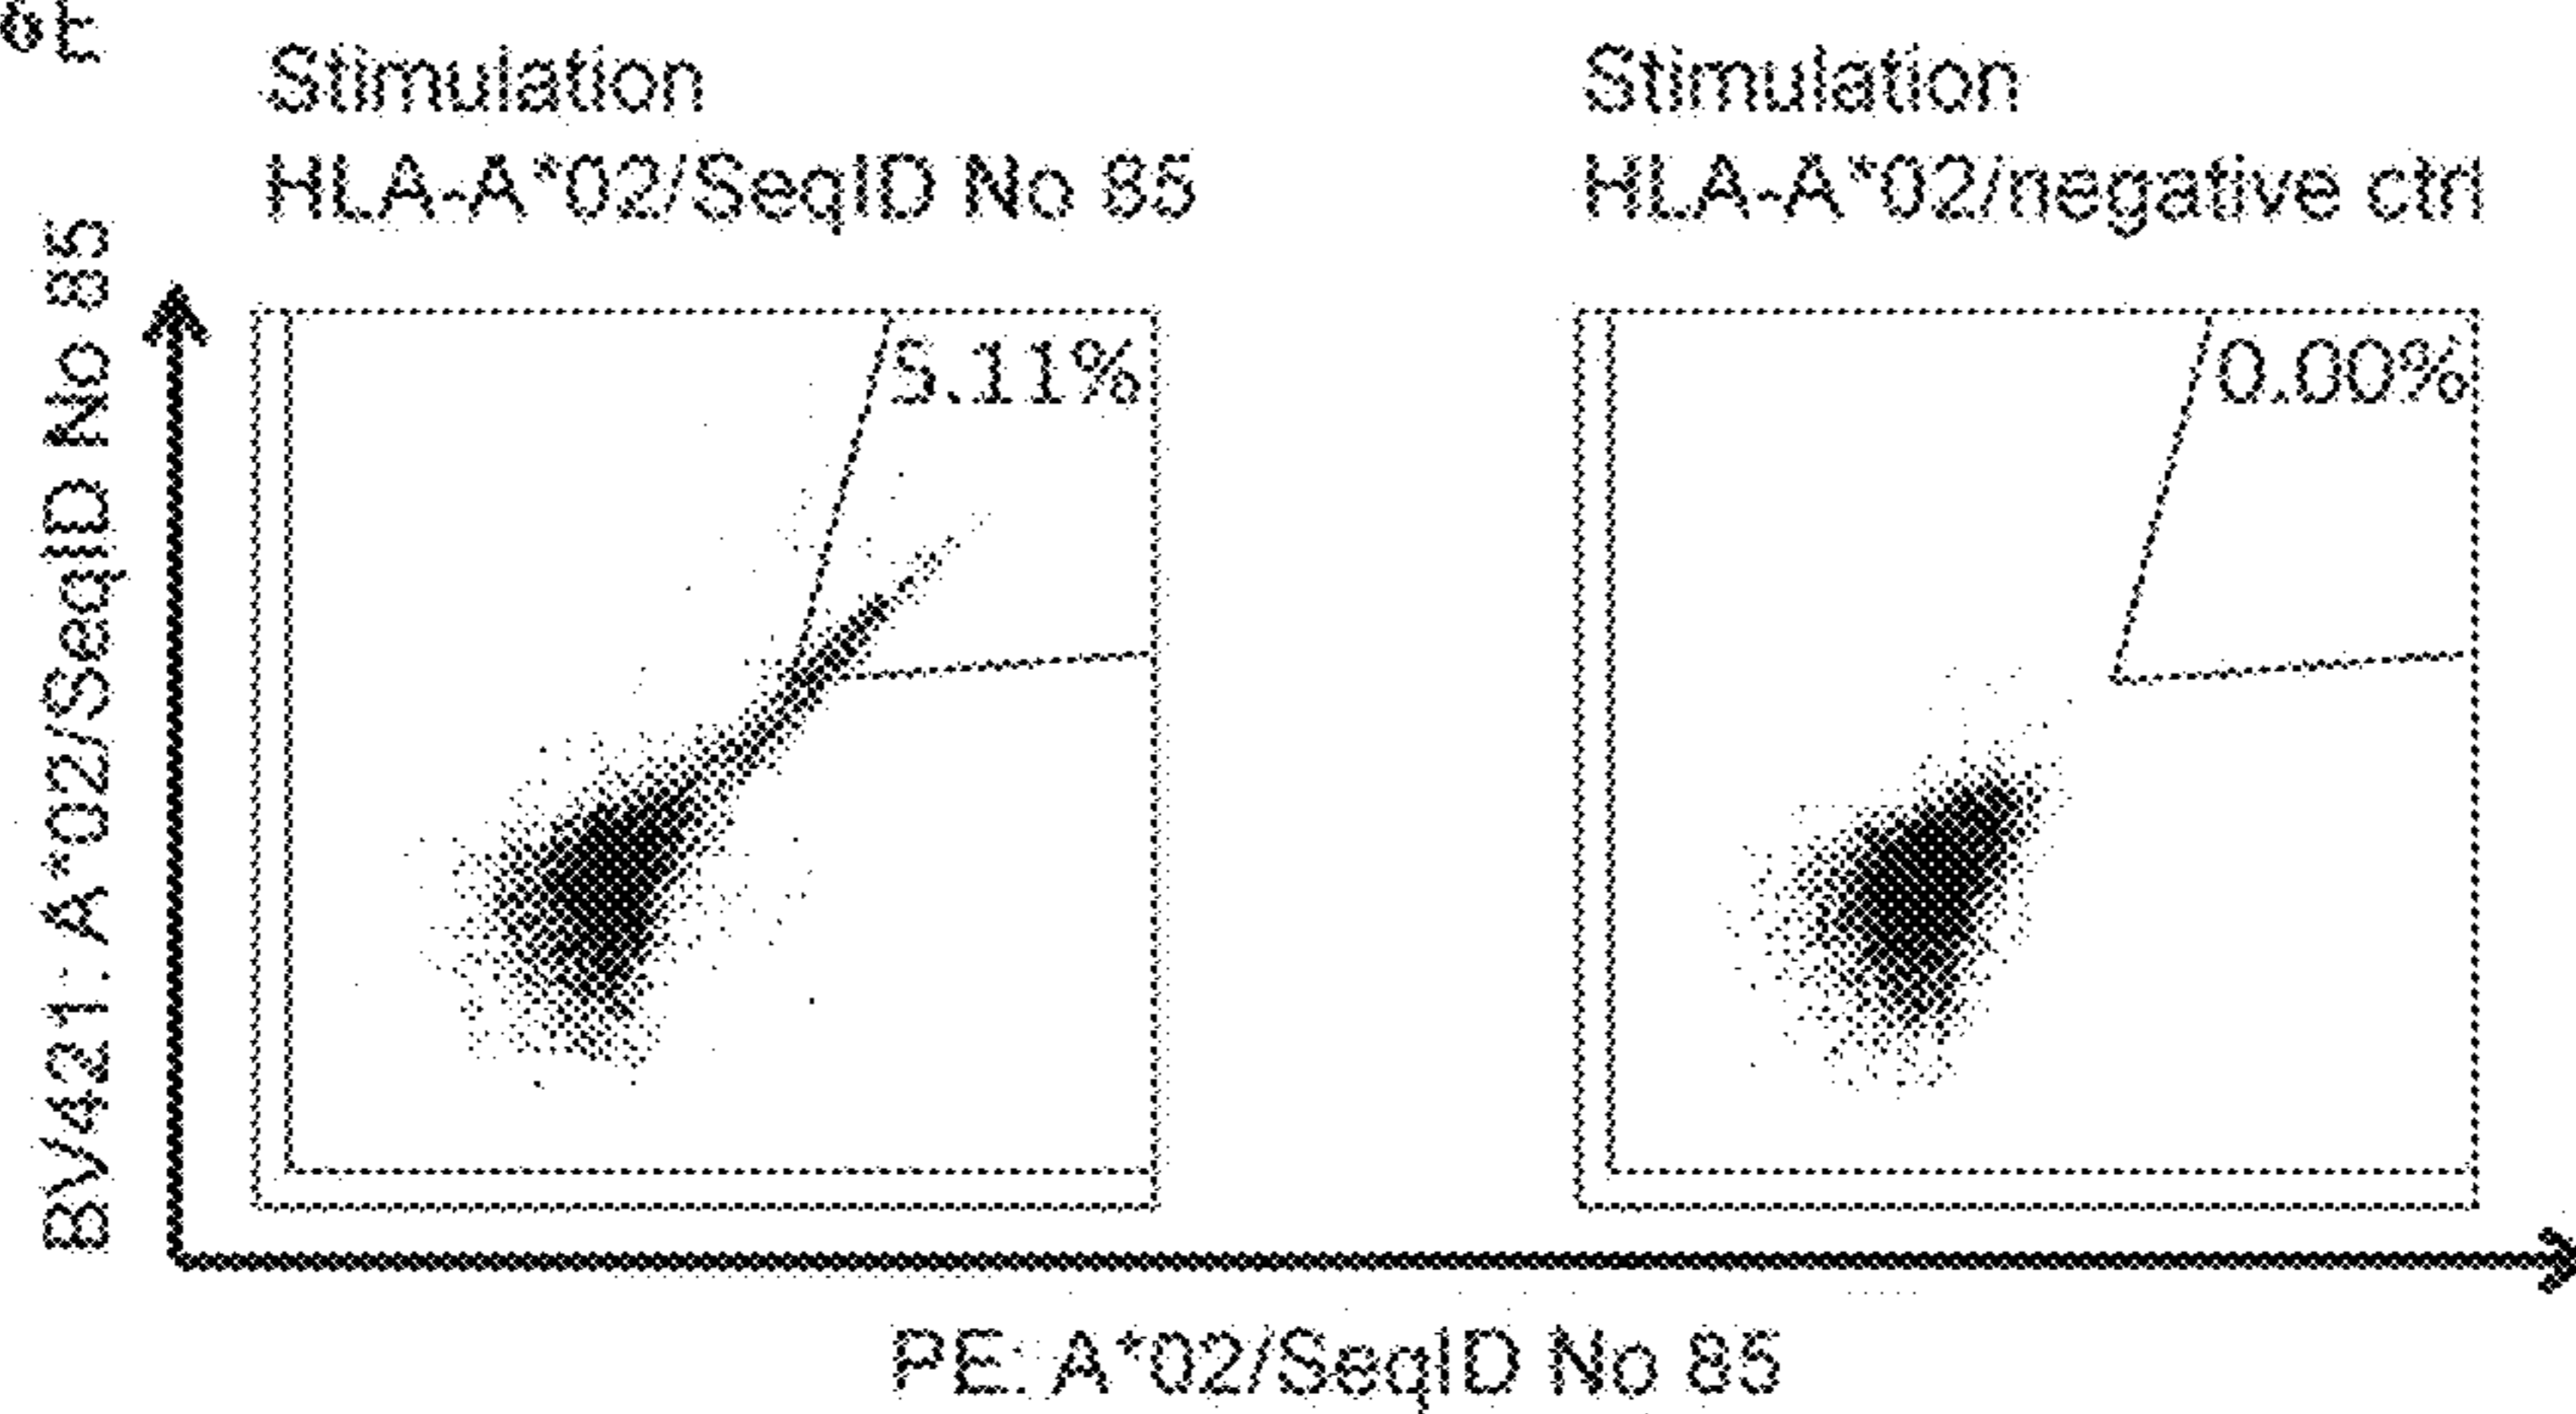 Stimulation
HLA-A*02/SeqID No 85
Stimulation
HLA-A*02/negative ctrl
5.11%
0.00%
BV421: A*02/SeqID No 85
PE: A*02/SeqID No 85